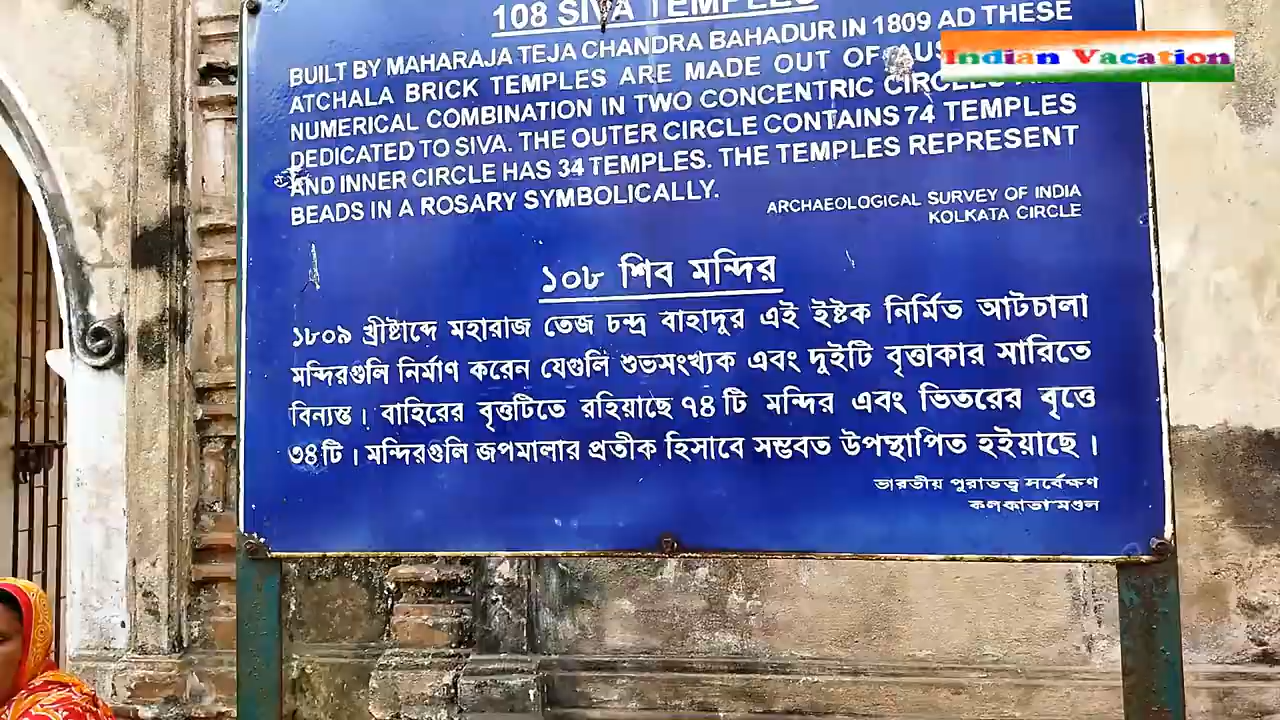 108 SIVA TEMPLES
BUILT BY MAHARAJA TEJA CHANDRA BAHADUR IN 1809 AD THESE
ATCHALA BRICK TEMPLES ARE MADE OUT OF
NUMERICAL COMBINATION IN TWO CONCENTRIC CIRCLES
DEDICATED TO SIVA. THE OUTER CIRCLE CONTAINS 74 TEMPLES
AND INNER CIRCLE HAS 34 TEMPLES. THE TEMPLES REPRESENT
BEADS IN A ROSARY SYMBOLICALLY.
ARCHAEOLOGICAL SURVEY OF INDIA
KOLKATA CIRCLE
১০৮ শিব মন্দির
১৮০৯ খ্রীষ্টাব্দে মহারাজ তেজ চন্দ্র বাহাদুর এই ইষ্টক নির্মিত আটচালা
মন্দিরগুলি নির্মাণ করেন যেগুলি শুভসংখ্যক এবং দুইটি বৃত্তাকার সারিতে
বিন্যস্ত। বাহিরের বৃত্তটিতে রহিয়াছে ৭৪ টি মন্দির এবং ভিতরের বৃত্তে
৩৪ টি। মন্দিরগুলি জপমালার প্রতীক হিসাবে সম্ভবত উপস্থাপিত হইয়াছে।
ভারতীয় পুরাতত্ত্ব সর্বেক্ষণ
কলকাতা মণ্ডল
Indian Vacation